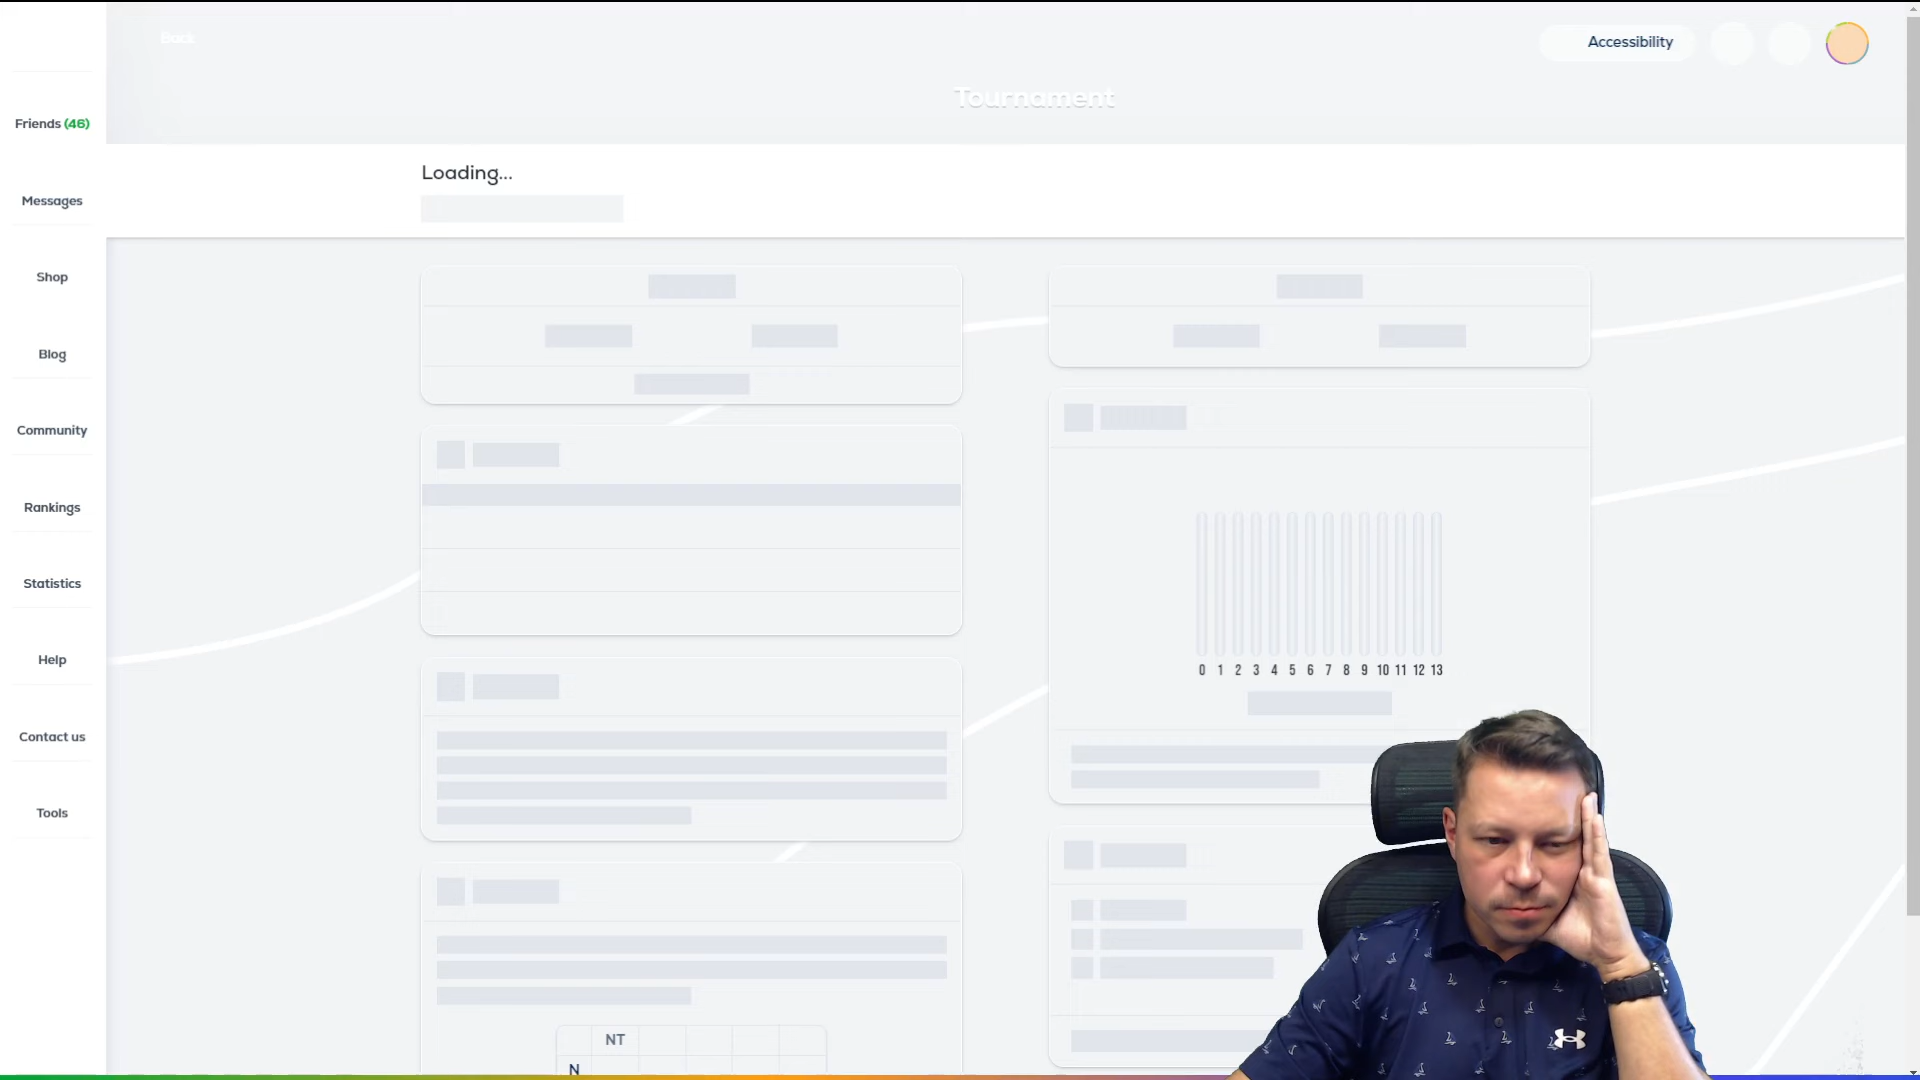 Back
Accessibility
Tournament
Friends (46)
Loading...
Messages
Shop
Blog
Community
Rankings
Statistics
Help
Contact us
Tools
0 1 2 3 4 5 6 7 8 9 10 11 12 13
NT
N